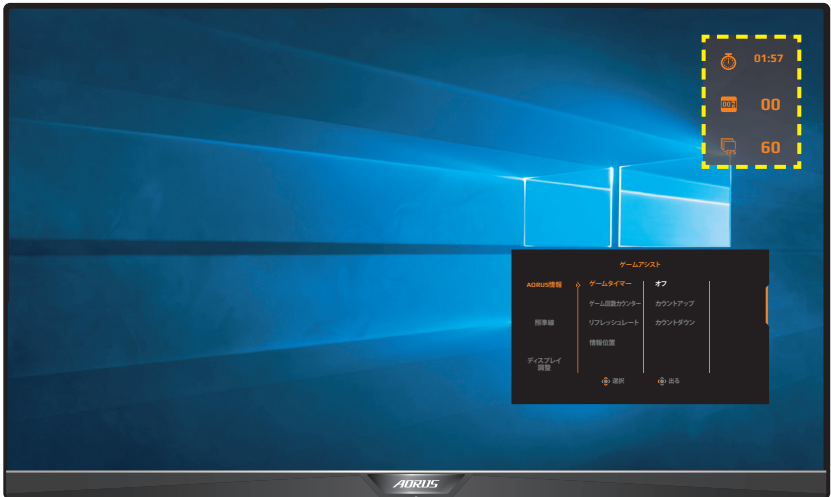 01:57
00H
00
FPS
60
ゲームアシスト
AORUS情報
ゲームタイマー
オフ
ゲーム回数カウンター
カウントアップ
照準線
リフレッシュレート
カウントダウン
情報位置
ディスプレイ
調整
選択
出る
AORUS